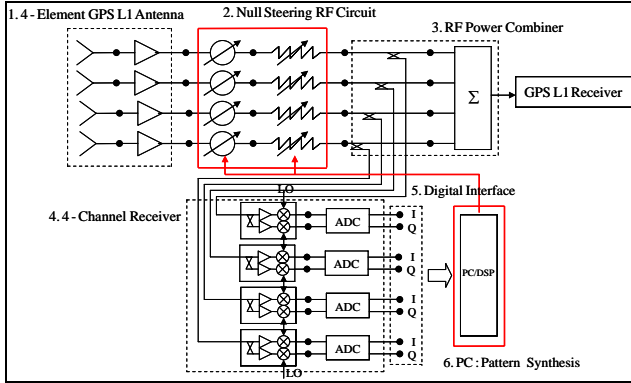 1. 4 - Element GPS L1 Antenna
2. Null Steering RF Circuit
3. RF Power Combiner
Σ
GPS L1 Receiver
LO
5. Digital Interface
4. 4 - Channel Receiver
ADC
I
Q
ADC
I
Q
PC/DSP
ADC
I
Q
ADC
I
Q
LO
6. PC : Pattern Synthesis